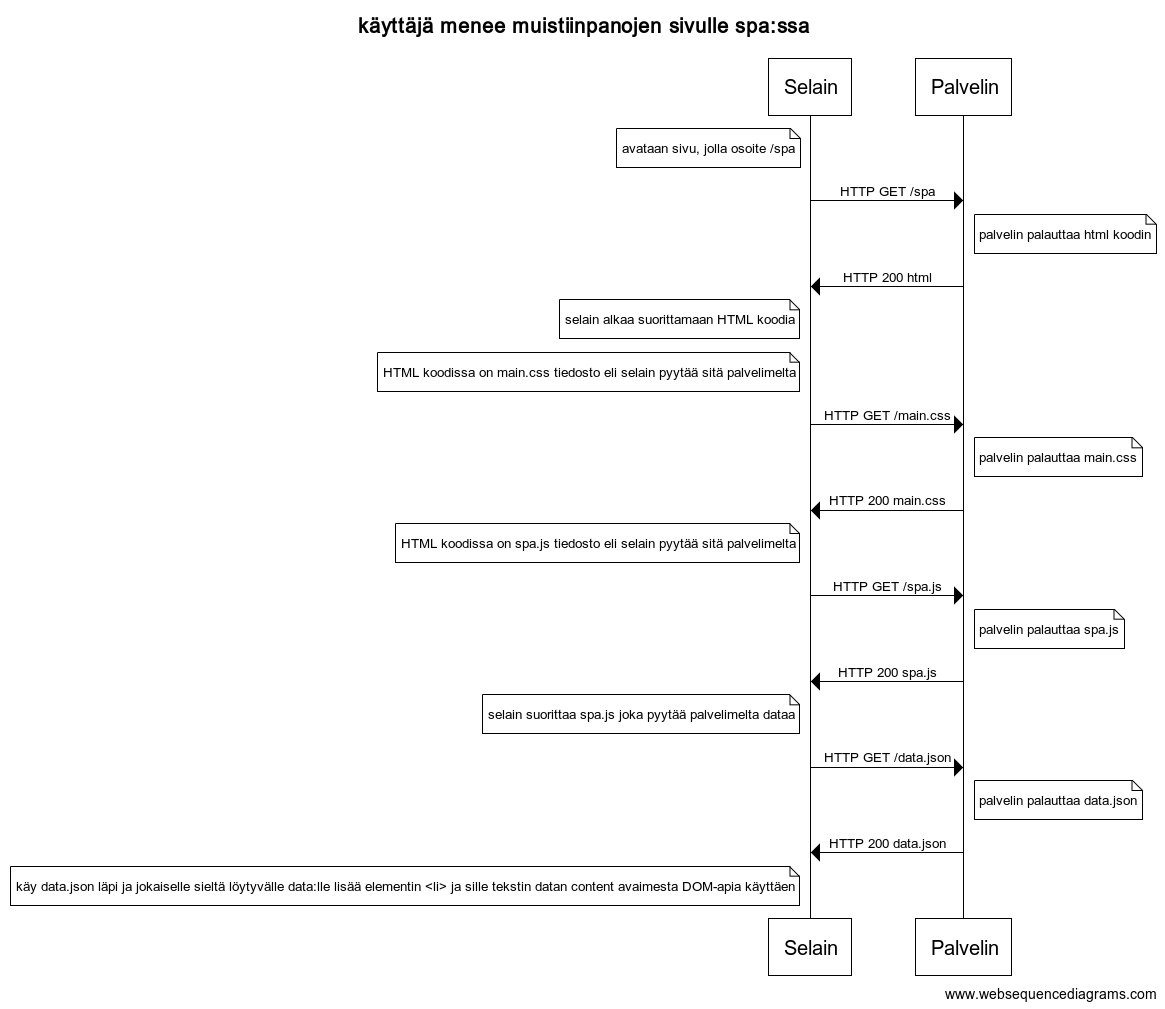 käyttäjä menee muistiinpanojen sivulle spa:ssa
Selain
Palvelin
avataan sivu, jolla osoite /spa
HTTP GET /spa
palvelin palauttaa html koodin
HTTP 200 html
selain alkaa suorittamaan HTML koodia
HTML koodissa on main.css tiedosto eli selain pyytää sitä palvelimelta
HTTP GET /main.css
palvelin palauttaa main.css
HTTP 200 main.css
HTML koodissa on spa.js tiedosto eli selain pyytää sitä palvelimelta
HTTP GET /spa.js
palvelin palauttaa spa.js
HTTP 200 spa.js
selain suorittaa spa.js joka pyytää palvelimelta dataa
HTTP GET /data.json
palvelin palauttaa data.json
HTTP 200 data.json
käy data.json läpi ja jokaiselle sieltä löytyvälle data:lle lisää elementin <li> ja sille tekstin datan content avaimesta DOM-apia käyttäen
Selain
Palvelin
www.websequencediagrams.com